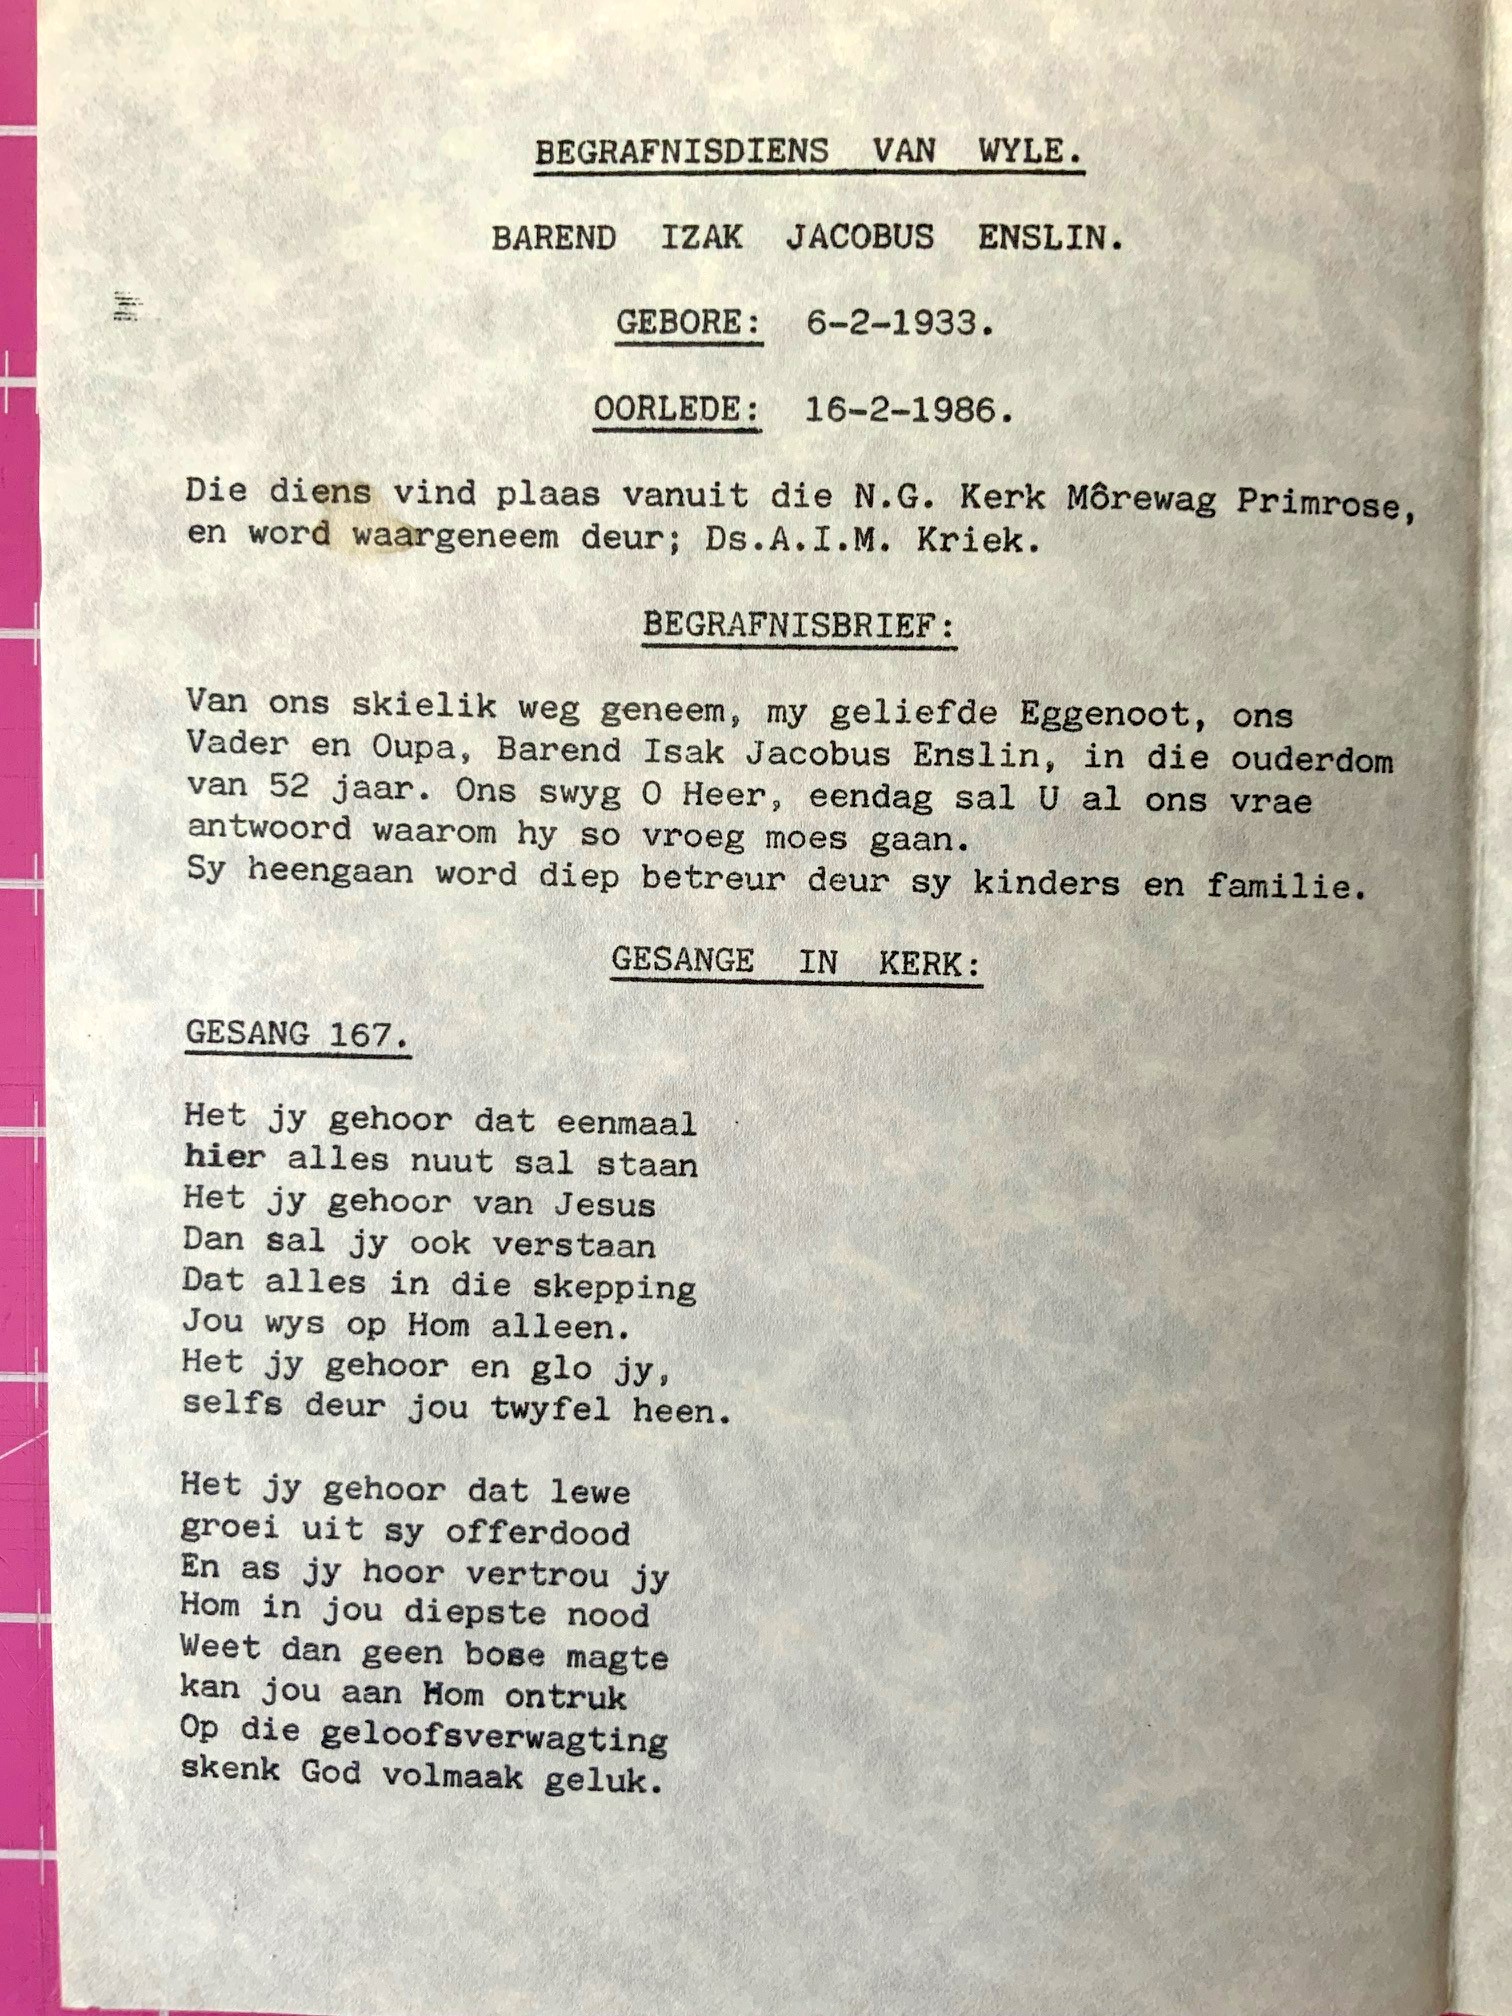 BEGRAFNISDIENS VAN WYLE.
BAREND IZAK JACOBUS ENSLIN.
GEBORE: 6-2-1933.
OORLEDE: 16-2-1986.
Die diens vind plaas vanuit die N.G. Kerk Môrewag Primrose,
en word waargeneem deur; Ds.A.I.M. Kriek.
BEGRAFNISBRIEF:
Van ons skielik weg geneem, my geliefde Eggenoot, ons
Vader en Oupa, Barend Isak Jacobus Enslin, in die ouderdom
van 52 jaar. Ons swyg O Heer, eendag sal U al ons vrae
antwoord waarom hy so vroeg moes gaan.
Sy heengaan word diep betreur deur sy kinders en familie.
GESANGE IN KERK:
GESANG 167.
Het jy gehoor dat eenmaal
hier alles nuut sal staan
Het jy gehoor van Jesus
Dan sal jy ook verstaan
Dat alles in die skepping
Jou wys op Hom alleen.
Het jy gehoor en glo jy,
selfs deur jou twyfel heen.
Het jy gehoor dat lewe
groei uit sy offerdood
En as jy hoor vertrou jy
Hom in jou diepste nood
Weet dan geen bose magte
kan jou aan Hom ontruk
Op die geloofsverwagting
skenk God volmaak geluk.